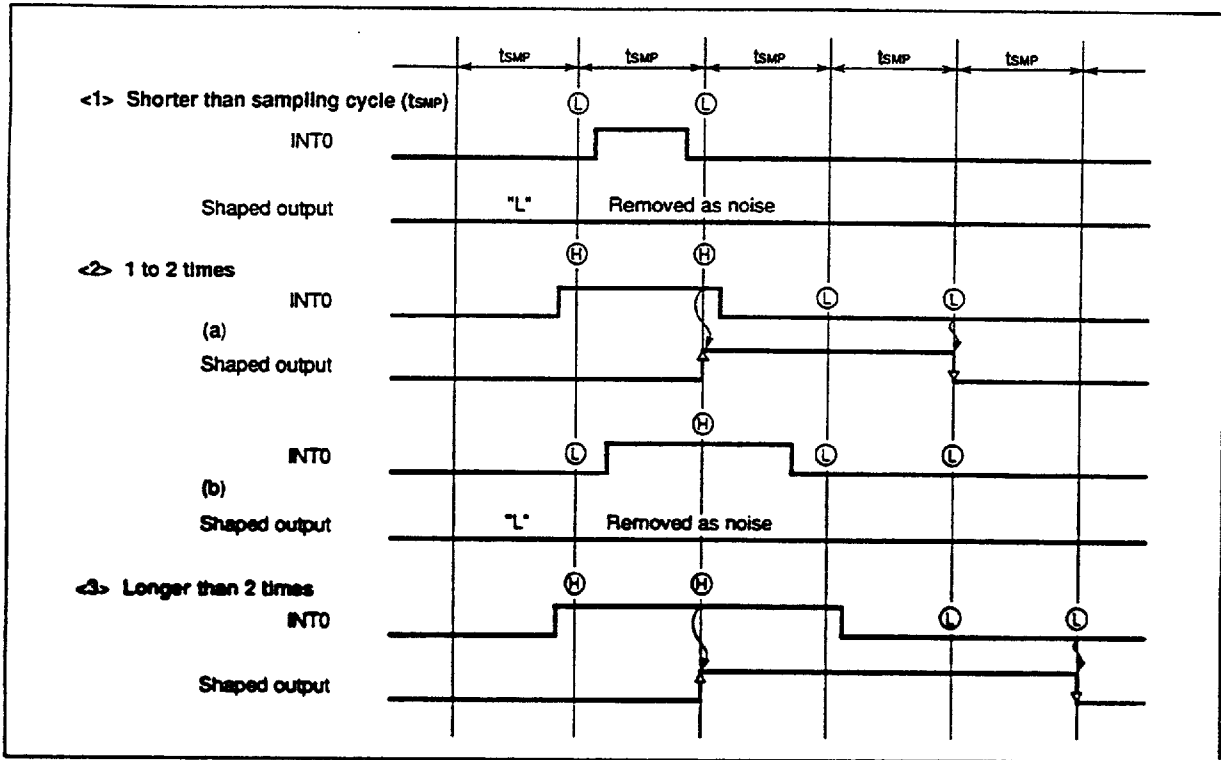 tSMP tSMP tSMP tSMP tSMP
<1> Shorter than sampling cycle (tSMP)
L L
INT0
Shaped output "L" Removed as noise
H H
<2> 1 to 2 times
INT0 L L
(a)
Shaped output
H
INT0 L L L
(b)
Shaped output "L" Removed as noise
<3> Longer than 2 times H H
INT0 L L
Shaped output